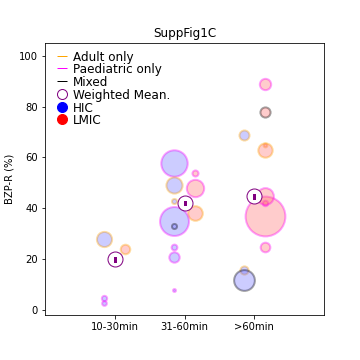 SuppFig1C
Adult only
Paediatric only
Mixed
Weighted Mean.
HIC
LMIC
BZP-R (%)
100
80
60
40
20
0
10-30min
31-60min
>60min